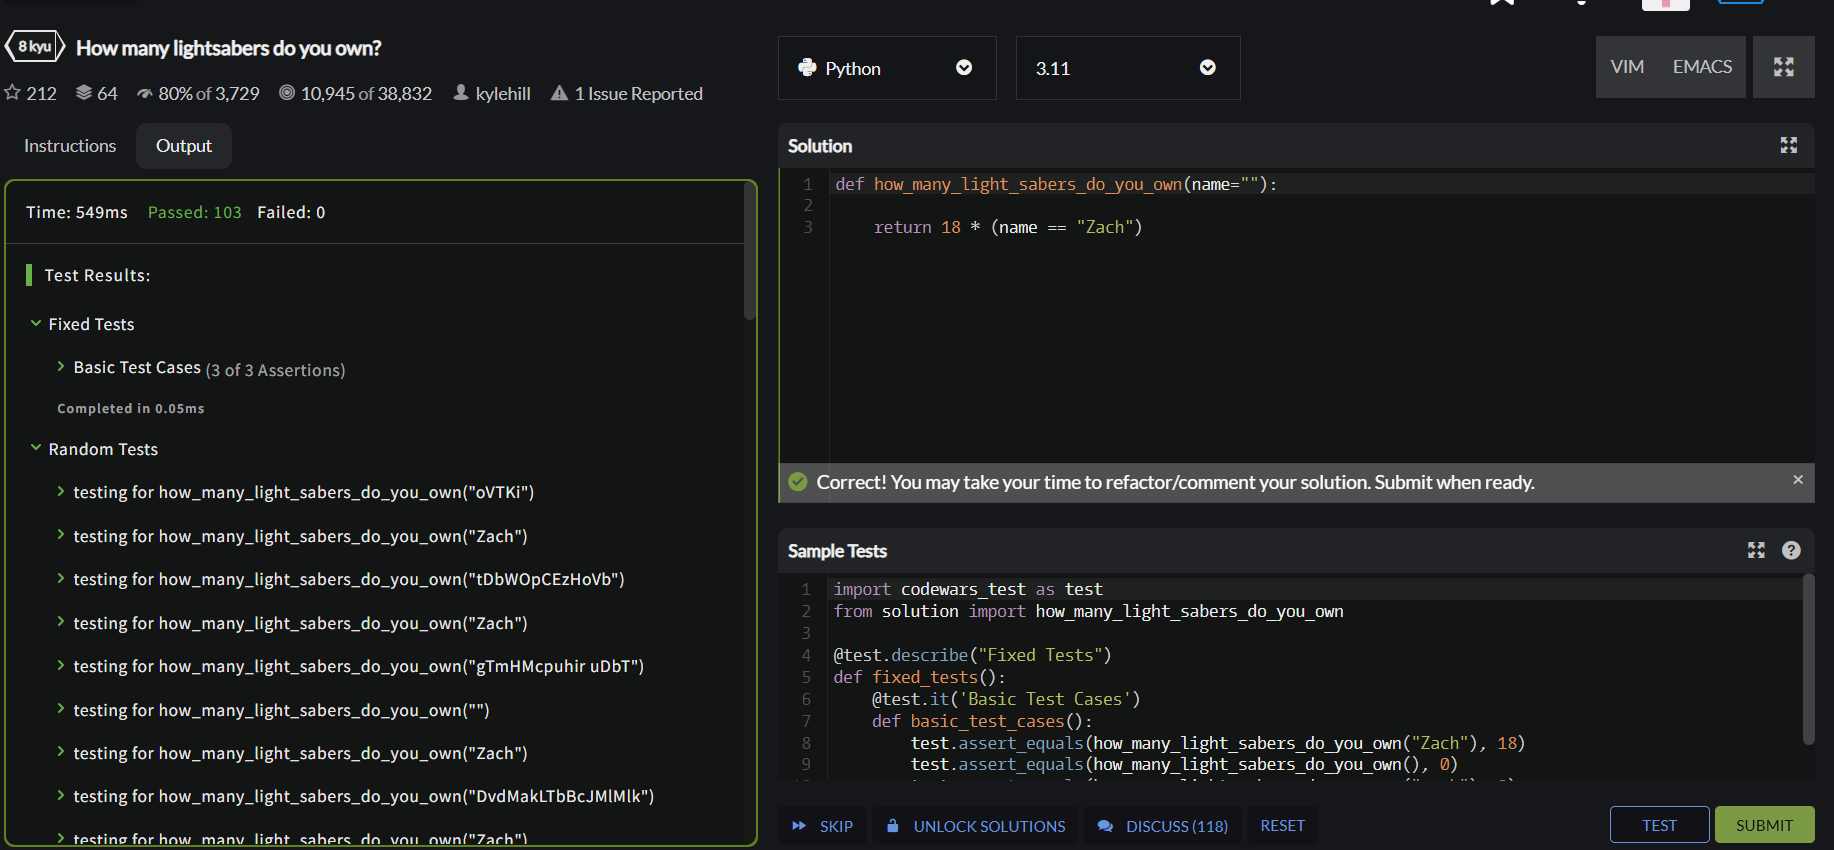 8 kyu How many lightsabers do you own?
212 64 80% of 3,729 10,945 of 38,832 kylehill 1 Issue Reported
Instructions Output
Time: 549ms Passed: 103 Failed: 0
Test Results:
Fixed Tests
Basic Test Cases (3 of 3 Assertions)
Completed in 0.05ms
Random Tests
testing for how_many_light_sabers_do_you_own("oVTKi")
testing for how_many_light_sabers_do_you_own("Zach")
testing for how_many_light_sabers_do_you_own("tDbWOpCEzHoVb")
testing for how_many_light_sabers_do_you_own("Zach")
testing for how_many_light_sabers_do_you_own("gTmHMcpuhir uDbT")
testing for how_many_light_sabers_do_you_own("")
testing for how_many_light_sabers_do_you_own("Zach")
testing for how_many_light_sabers_do_you_own("DvdMakLTbBcJMlMlk")
testing for how_many_light_sabers_do_you_own("Zach")
Python 3.11 VIM EMACS
Solution
1 def how_many_light_sabers_do_you_own(name=""):
2
3 return 18 * (name == "Zach")
Correct! You may take your time to refactor/comment your solution. Submit when ready. ×
Sample Tests ?
1 import codewars_test as test
2 from solution import how_many_light_sabers_do_you_own
3
4 @test.describe("Fixed Tests")
5 def fixed_tests():
6 @test.it('Basic Test Cases')
7 def basic_test_cases():
8 test.assert_equals(how_many_light_sabers_do_you_own("Zach"), 18)
9 test.assert_equals(how_many_light_sabers_do_you_own(), 0)
SKIP UNLOCK SOLUTIONS DISCUSS (118) RESET TEST SUBMIT